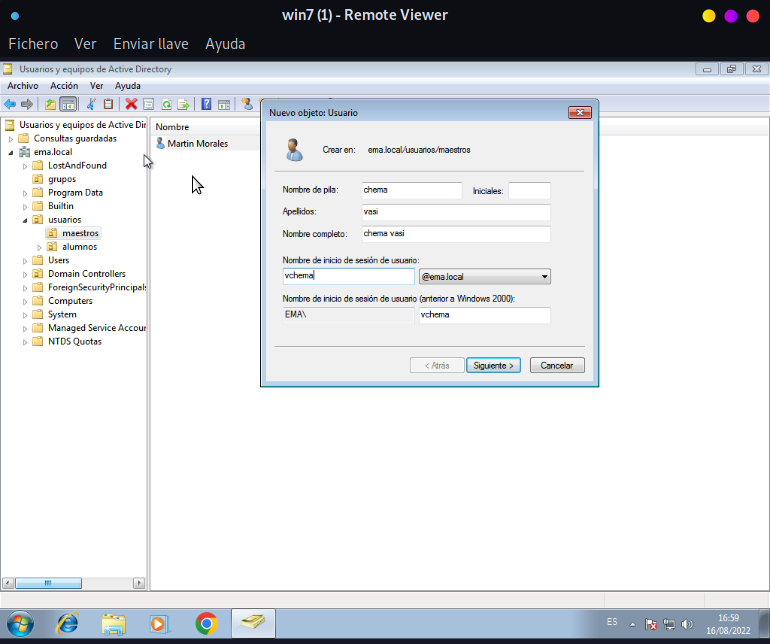 win7 (1) - Remote Viewer
Fichero Ver Enviar llave Ayuda
Usuarios y equipos de Active Directory
Archivo Acción Ver Ayuda
Usuarios y equipos de Active Dir
Consultas guardadas
ema.local
LostAndFound
grupos
Program Data
Builtin
usuarios
maestros
alumnos
Users
Domain Controllers
ForeignSecurityPrincipals
Computers
System
Managed Service Accour
NTDS Quotas
Nombre
Martin Morales
Nuevo objeto: Usuario
Crear en: ema.local/usuarios/maestros
Nombre de pila: chema Iniciales:
Apellidos: vasi
Nombre completo: chema vasi
Nombre de inicio de sesión de usuario:
vchema @ema.local
Nombre de inicio de sesión de usuario (anterior a Windows 2000):
EMA\ vchema
< Atrás Siguiente > Cancelar
ES 16:59
16/08/2022